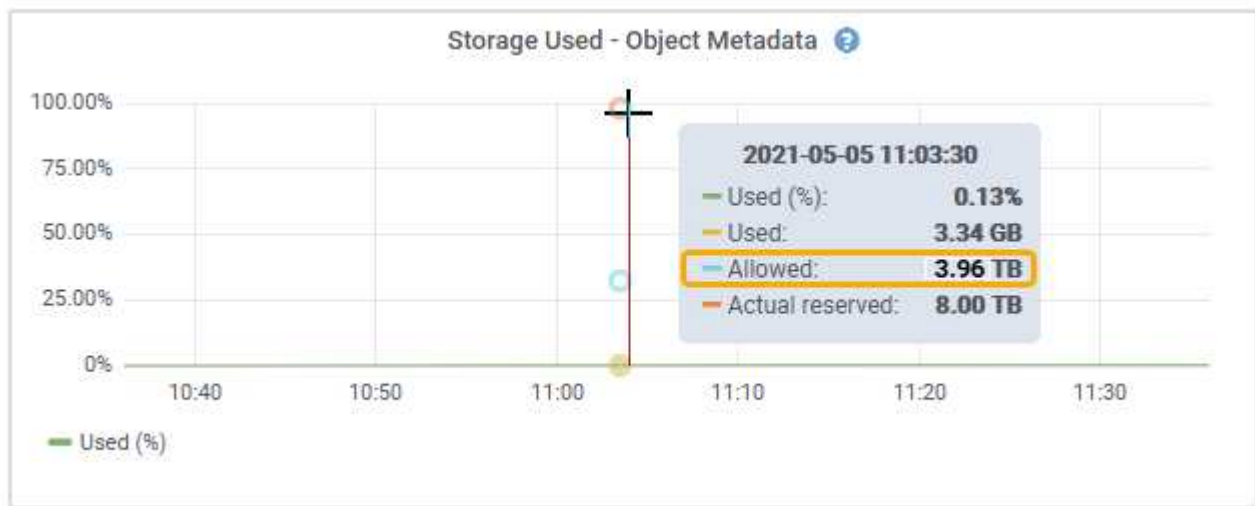 Storage Used - Object Metadata ?
100.00%
75.00%
50.00%
25.00%
0%
2021-05-05 11:03:30
Used (%): 0.13%
Used: 3.34 GB
Allowed: 3.96 TB
Actual reserved: 8.00 TB
10:40 10:50 11:00 11:10 11:20 11:30
Used (%)